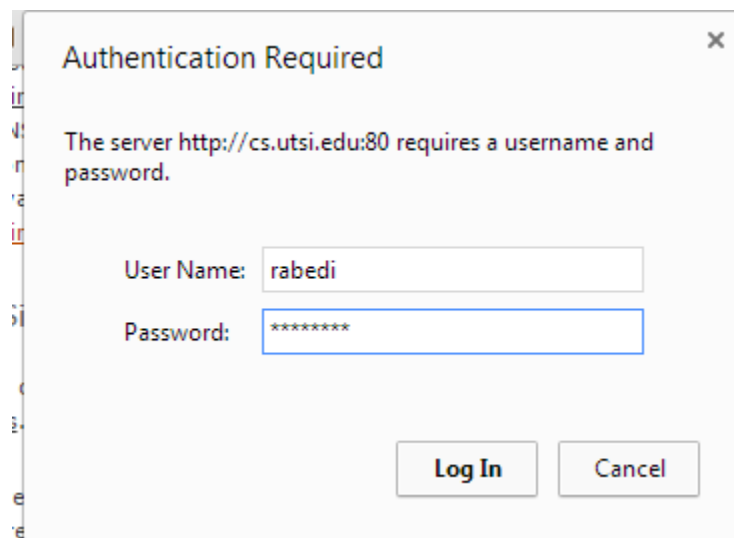 Authentication Required
The server http://cs.utsi.edu:80 requires a username and
password.
User Name: rabedi
Password: ********
Log In Cancel